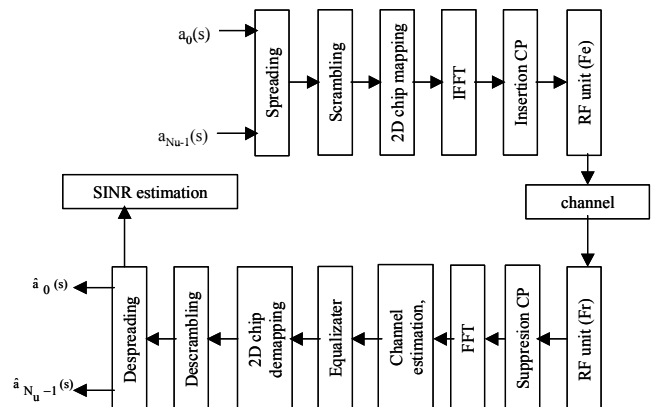 a0(s)
aNu-1(s)
Spreading
Scrambling
2D chip mapping
IFFT
Insertion CP
RF unit (Fe)
SINR estimation
channel
â 0 (s)
â Nu −1 (s)
Despreading
Descrambling
2D chip
demapping
Equalizater
Channel
estimation,
FFT
Suppresion CP
RF unit (Fr)